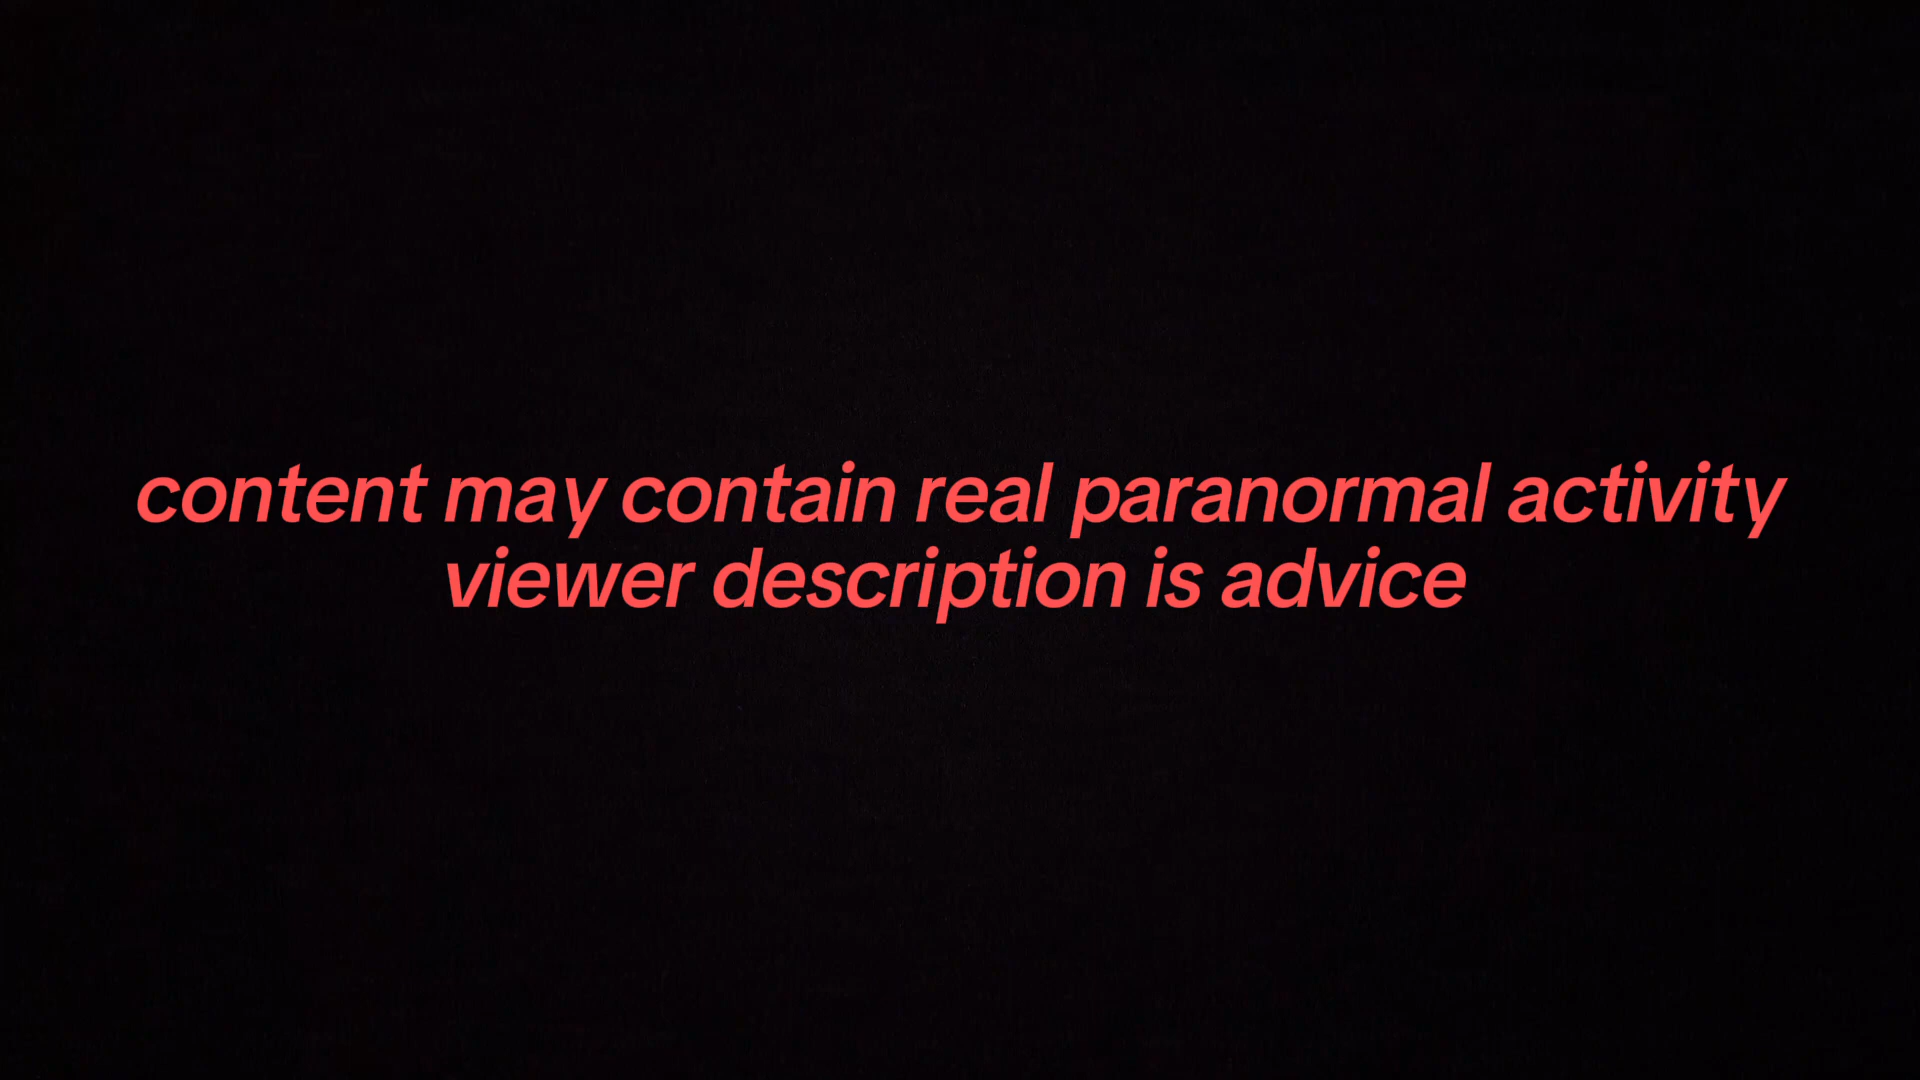 content may contain real paranormal activity
viewer description is advice